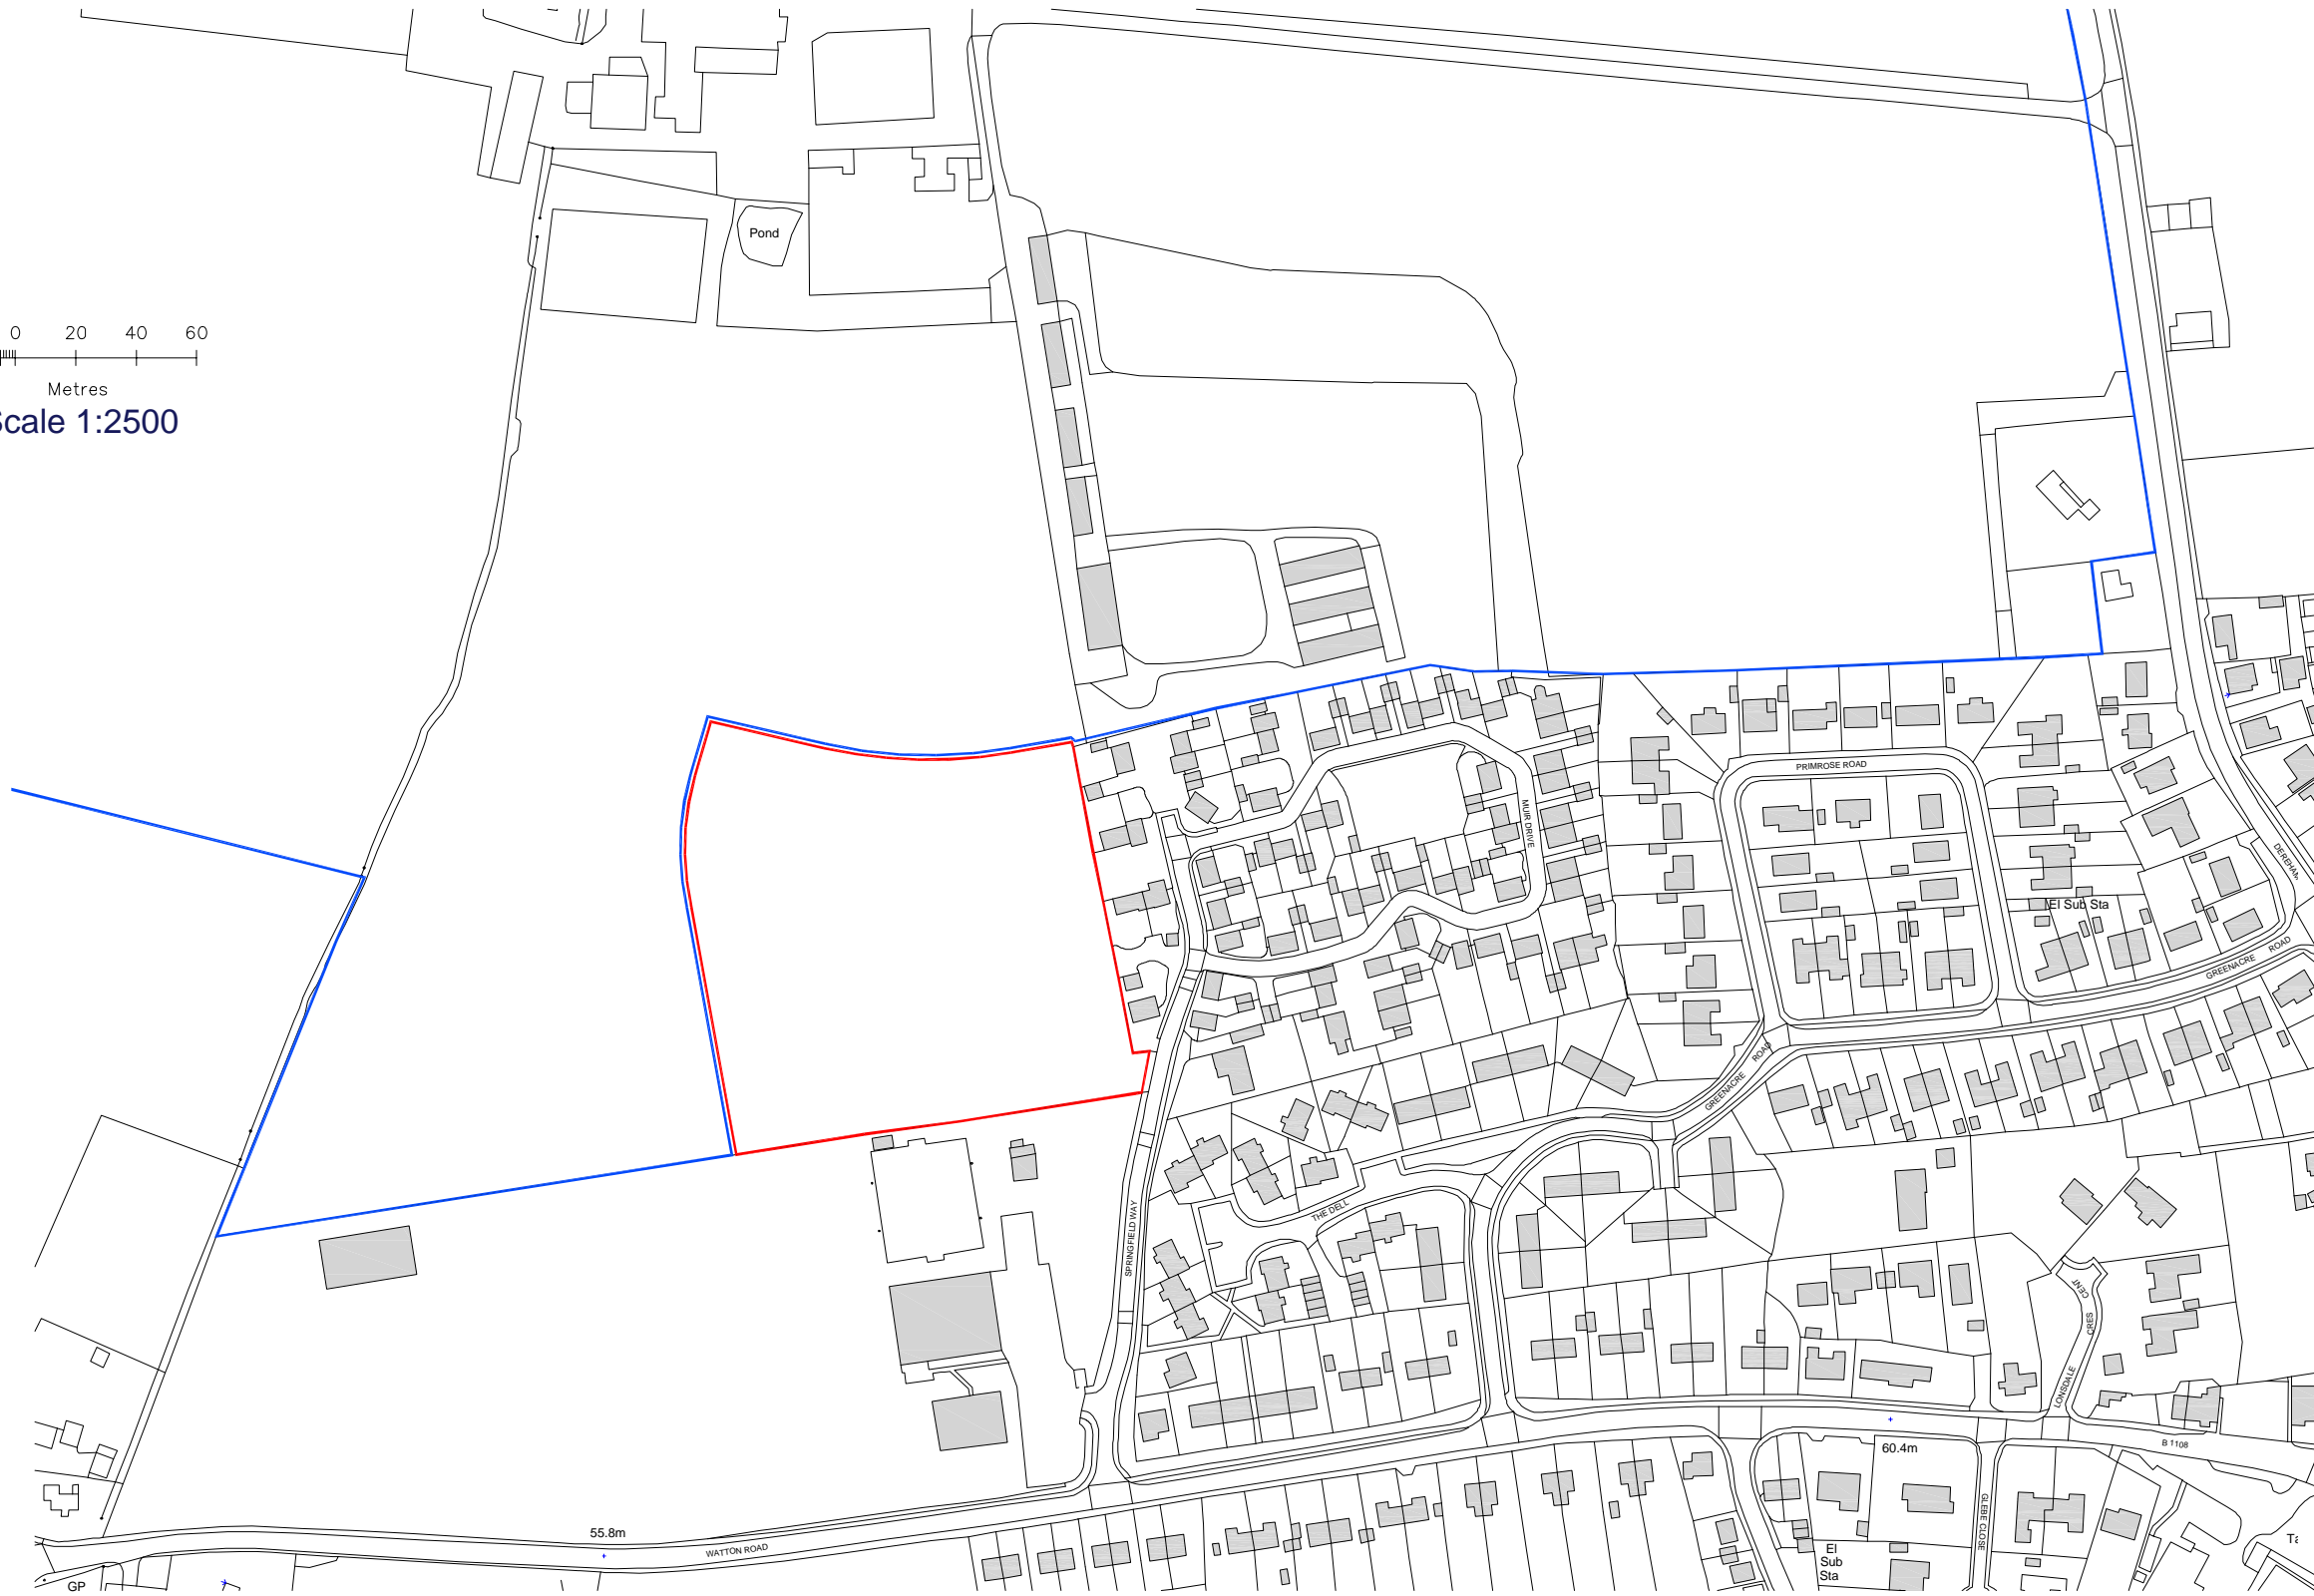 Pond
0 20 40 60
Metres
cale 1:2500
PRIMROSE ROAD
MUIR DRIVE
DEREHAM
El Sub Sta
GREENACRE
ROAD
GREENACRE
ROAD
SPRINGFIELD WAY
THE DELL
CENT
CRES
LONSDALE
60.4m
B 1108
55.8m
WATTON ROAD
GLEBE CLOSE
El
Sub
Sta
GP